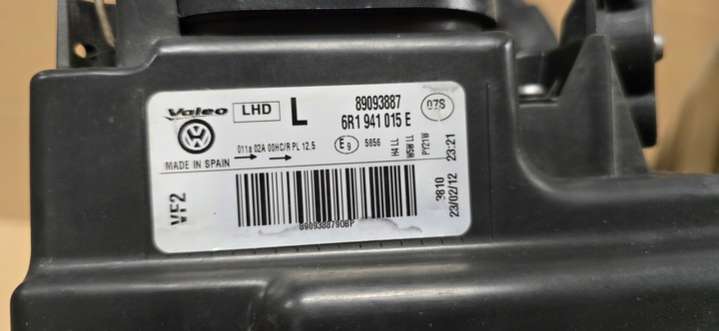 Valeo LHD L 89093887 07S
6R1 941 015 E
011a 02A 00HC/R PL 12.5 E9 5856
H4 LL
W5W LL
PY21W
MADE IN SPAIN
VF2
8909388790BP
3810 23:21
23/02/12